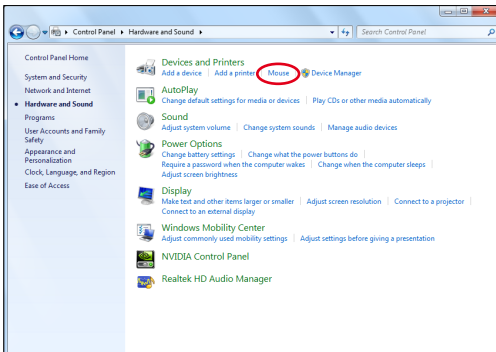 Control Panel ▸ Hardware and Sound ▸
Search Control Panel
Control Panel Home
System and Security
Network and Internet
Hardware and Sound
Programs
User Accounts and Family
Safety
Appearance and
Personalization
Clock, Language, and Region
Ease of Access
Devices and Printers
Add a device | Add a printer | Mouse | Device Manager
AutoPlay
Change default settings for media or devices | Play CDs or other media automatically
Sound
Adjust system volume | Change system sounds | Manage audio devices
Power Options
Change battery settings | Change what the power buttons do |
Require a password when the computer wakes | Change when the computer sleeps |
Adjust screen brightness
Display
Make text and other items larger or smaller | Adjust screen resolution | Connect to a projector |
Connect to an external display
Windows Mobility Center
Adjust commonly used mobility settings | Adjust settings before giving a presentation
NVIDIA Control Panel
Realtek HD Audio Manager